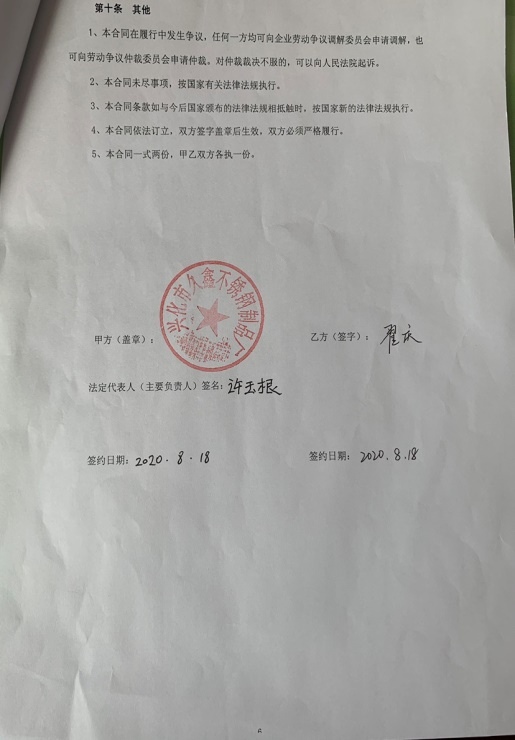 第十条　其他
1、本合同在履行中发生争议，任何一方均可向企业劳动争议调解委员会申请调解，也
可向劳动争议仲裁委员会申请仲裁。对仲裁裁决不服的，可以向人民法院起诉。
2、本合同未尽事项，按国家有关法律法规执行。
3、本合同条款如与今后国家颁布的法律法规相抵触时，按国家新的法律法规执行。
4、本合同依法订立，双方签字盖章后生效，双方必须严格履行。
5、本合同一式两份，甲乙双方各执一份。
兴化市久鑫不锈钢制品厂
甲方（盖章）：
乙方（签字）：翟庆
法定代表人（主要负责人）签名：许玉根
签约日期：2020.8.18
签约日期：2020.8.18
6